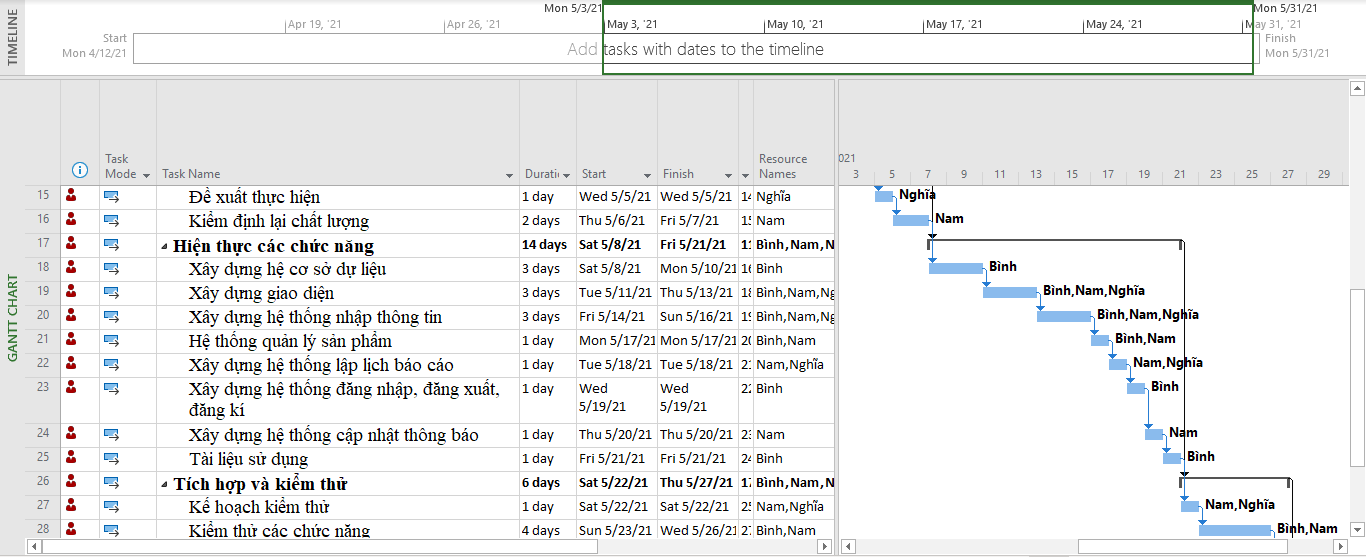 TIMELINE
Mon 5/3/21
Mon 5/31/21
Apr 19, '21 Apr 26, '21 May 3, '21 May 10, '21 May 17, '21 May 24, '21 May 31, '21
Start
Mon 4/12/21
Add tasks with dates to the timeline
Finish
Mon 5/31/21
GANTT CHART
Task Mode Task Name Duratio Start Finish Resource Names
021
3 5 7 9 11 13 15 17 19 21 23 25 27 29
15 Đề xuất thực hiện 1 day Wed 5/5/21 Wed 5/5/21 14 Nghĩa Nghĩa
16 Kiểm định lại chất lượng 2 days Thu 5/6/21 Fri 5/7/21 15 Nam Nam
17 Hiện thực các chức năng 14 days Sat 5/8/21 Fri 5/21/21 11 Bình,Nam,N
18 Xây dựng hệ cơ sở dự liệu 3 days Sat 5/8/21 Mon 5/10/21 16 Bình Bình
19 Xây dựng giao diện 3 days Tue 5/11/21 Thu 5/13/21 18 Bình,Nam,Ng Bình,Nam,Nghĩa
20 Xây dựng hệ thống nhập thông tin 3 days Fri 5/14/21 Sun 5/16/21 19 Bình,Nam,Ng Bình,Nam,Nghĩa
21 Hệ thống quản lý sản phẩm 1 day Mon 5/17/21 Mon 5/17/21 20 Bình,Nam Bình,Nam
22 Xây dựng hệ thống lập lịch báo cáo 1 day Tue 5/18/21 Tue 5/18/21 21 Nam,Nghĩa Nam,Nghĩa
23 Xây dựng hệ thống đăng nhập, đăng xuất, 1 day Wed Wed 22 Bình Bình
đăng kí 5/19/21 5/19/21
24 Xây dựng hệ thống cập nhật thông báo 1 day Thu 5/20/21 Thu 5/20/21 23 Nam Nam
25 Tài liệu sử dụng 1 day Fri 5/21/21 Fri 5/21/21 24 Bình Bình
26 Tích hợp và kiểm thử 6 days Sat 5/22/21 Thu 5/27/21 17 Bình,Nam,N
27 Kế hoạch kiểm thử 1 day Sat 5/22/21 Sat 5/22/21 25 Nam,Nghĩa Nam,Nghĩa
28 Kiểm thử các chức năng 4 days Sun 5/23/21 Wed 5/26/21 27 Bình,Nam Bình,Nam